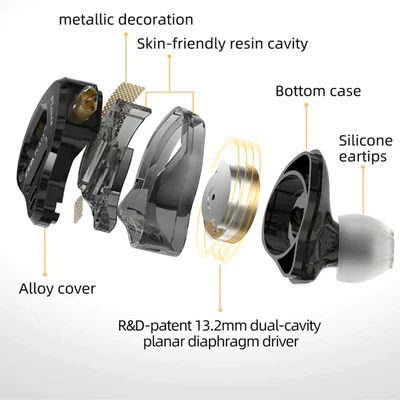 metallic decoration
Skin-friendly resin cavity
Bottom case
Silicone
eartips
Alloy cover
R&D-patent 13.2mm dual-cavity
planar diaphragm driver